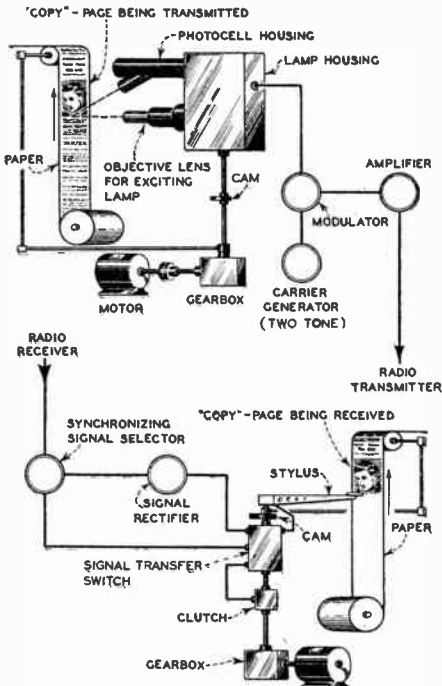 "COPY" - PAGE BEING TRANSMITTED
PHOTOCELL HOUSING
LAMP HOUSING
PAPER
OBJECTIVE LENS
FOR EXCITING
LAMP
CAM
AMPLIFIER
MODULATOR
MOTOR
GEARBOX
CARRIER
GENERATOR
(TWO TONE)
RADIO
RECEIVER
RADIO
TRANSMITTER
"COPY" - PAGE BEING RECEIVED
SYNCHRONIZING
SIGNAL SELECTOR
STYLUS
SIGNAL
RECTIFIER
CAM
PAPER
SIGNAL TRANSFER
SWITCH
CLUTCH
GEARBOX